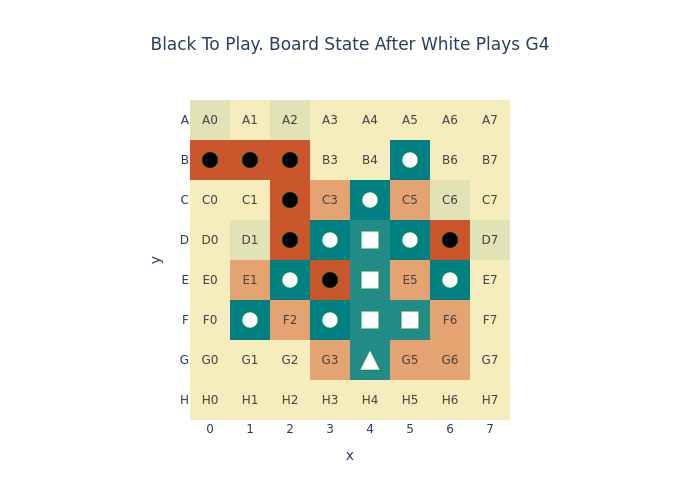 Black To Play. Board State After White Plays G4
A A0 A1 A2 A3 A4 A5 A6 A7
B B3 B4 B6 B7
C C0 C1 C3 C5 C6 C7
D D0 D1 D7
E E0 E1 E5 E7
F F0 F2 F6 F7
G G0 G1 G2 G3 G5 G6 G7
H H0 H1 H2 H3 H4 H5 H6 H7
0 1 2 3 4 5 6 7
x
y